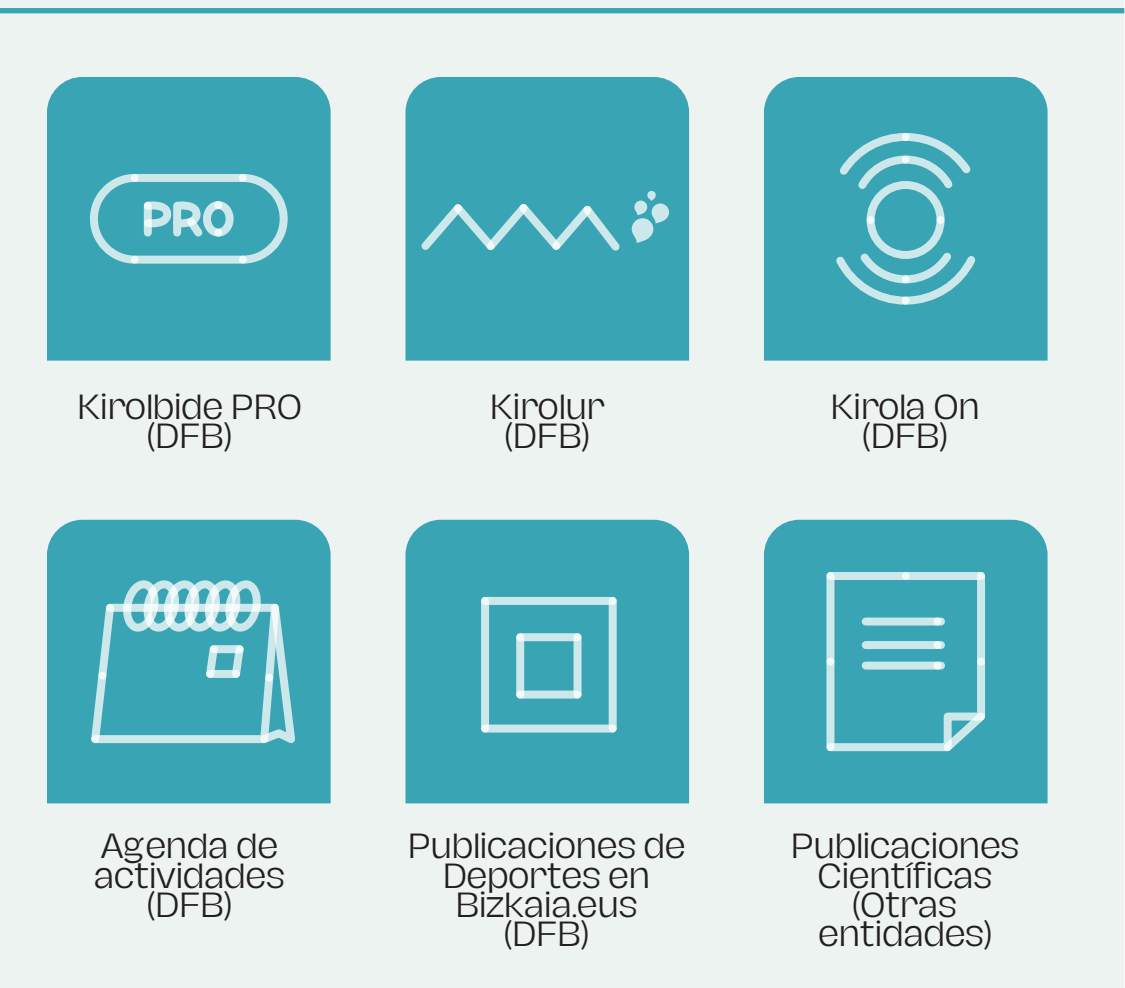 PRO
Kirolbide PRO
(DFB)
Kirolur
(DFB)
Kirola On
(DFB)
Agenda de
actividades
(DFB)
Publicaciones de
Deportes en
Bizkaia.eus
(DFB)
Publicaciones
Científicas
(Otras
entidades)